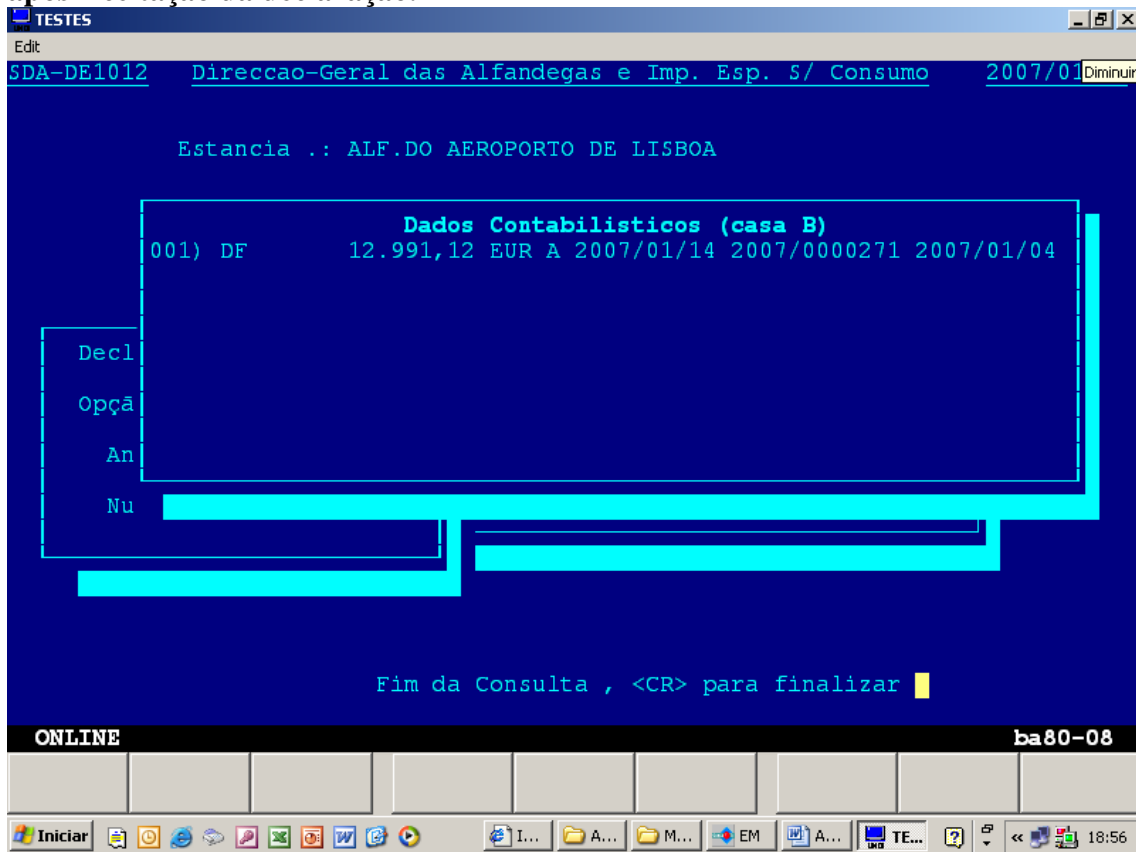 TESTES
Edit
SDA-DE1012 Direccao-Geral das Alfandegas e Imp. Esp. S/ Consumo 2007/01
Diminuir
Estancia .: ALF.DO AEROPORTO DE LISBOA
Dados Contabilisticos (casa B)
001) DF 12.991,12 EUR A 2007/01/14 2007/0000271 2007/01/04
Decl
Opçã
An
Nu
Fim da Consulta , <CR> para finalizar
ONLINE ba80-08
Iniciar I... A... M... EM A... TE... 18:56